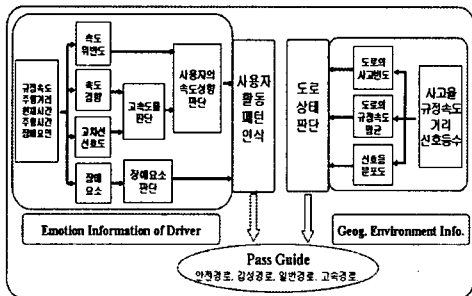 규정속도
주행거리
현재시간
주행시간
장애요인
속도
위반도
속도
경향
교차선
선호도
장애
요소
고속도률
판단
장애요소
판단
사용자의
속도성향
판단
사용자
활동
패턴
인식
도로
상태
판단
도로의
사고빈도
도로의
규정속도
평균
신호등
분포도
사고율
규정속도
거리
신호등수
Emotion Information of Driver
Geog. Environment Info.
Pass Guide
안전경로, 감성경로, 일반경로, 고속경로